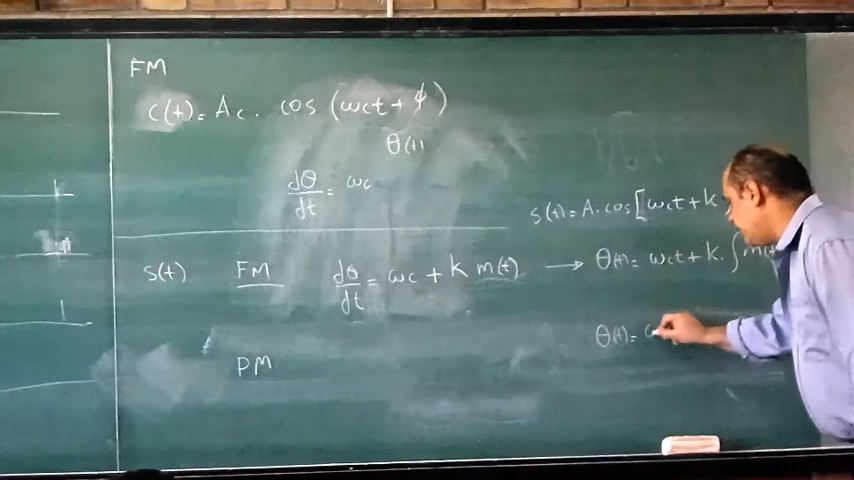 FM
c(t) = Ac . cos (ωct + ϕ)
θ(t)
dθ/dt = ωc
s(t) = A. cos [ωct + k
s(t) FM dθ/dt = ωc + k m(t) → θ(t) = ωct + k. ∫ m(t)
PM θ(t) =